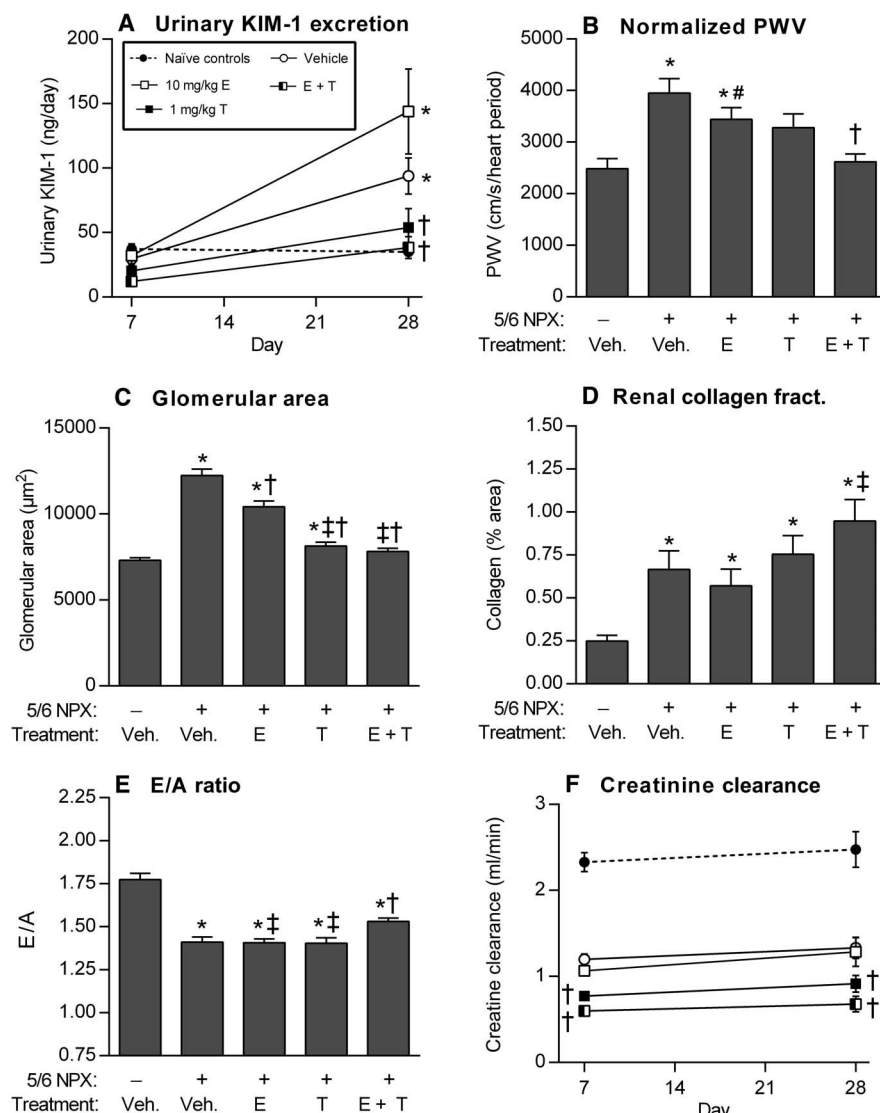 A Urinary KIM-1 excretion
Urinary KIM-1 (ng/day)
200
150
100
50
0
Naïve controls
Vehicle
10 mg/kg E
E + T
1 mg/kg T
*
*
†
†
7 14 21 28
Day
B Normalized PWV
PWV (cm/s/heart period)
5000
4000
3000
2000
1000
0
*
* #
†
5/6 NPX: – + + + +
Treatment: Veh. Veh. E T E + T
C Glomerular area
Glomerular area (µm²)
15000
10000
5000
0
*
*†
*‡†
‡†
5/6 NPX: – + + + +
Treatment: Veh. Veh. E T E + T
D Renal collagen fract.
Collagen (% area)
1.50
1.25
1.00
0.75
0.50
0.25
0.00
*
*
*
*‡
5/6 NPX: – + + + +
Treatment: Veh. Veh. E T E + T
E E/A ratio
E/A
2.25
2.00
1.75
1.50
1.25
1.00
0.75
*
*‡
*‡
*†
5/6 NPX: – + + + +
Treatment: Veh. Veh. E T E + T
F Creatinine clearance
Creatine clearance (ml/min)
3
2
1
0
† †
† †
7 14 21 28
Day